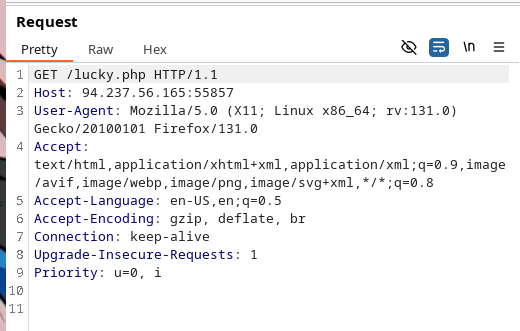 Request
Pretty Raw Hex \n
1 GET /lucky.php HTTP/1.1
2 Host: 94.237.56.165:55857
3 User-Agent: Mozilla/5.0 (X11; Linux x86_64; rv:131.0)
Gecko/20100101 Firefox/131.0
4 Accept:
text/html,application/xhtml+xml,application/xml;q=0.9,image
/avif,image/webp,image/png,image/svg+xml,*/*;q=0.8
5 Accept-Language: en-US,en;q=0.5
6 Accept-Encoding: gzip, deflate, br
7 Connection: keep-alive
8 Upgrade-Insecure-Requests: 1
9 Priority: u=0, i
10
11